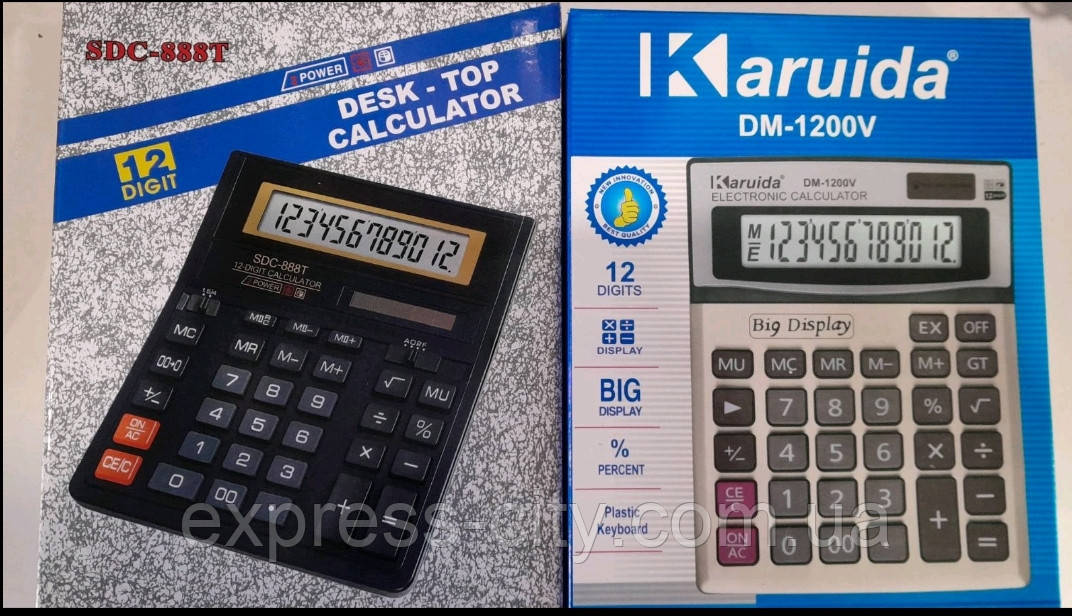 SDC-888T
2 POWER
DESK - TOP
CALCULATOR
12
DIGIT
123456789012.
SDC-888T
12-DIGIT CALCULATOR
2 POWER
MC
MR
M-
M+
00→0
√
MU
7
8
9
+/-
÷
%
4
5
6
ON
AC
×
−
1
2
3
CE/C
0
00
.
+
=
Karuida®
DM-1200V
NEW INNOVATION
BEST QUALITY
12
DIGITS
DISPLAY
BIG
DISPLAY
%
PERCENT
Plastic
Keyboard
Karuida® DM-1200V
ELECTRONIC CALCULATOR
M
E
123456789012.
Big Display
EX
OFF
MU
MÇ
MR
M−
M+
GT
7
8
9
%
√
+/-
4
5
6
×
÷
CE
C
1
2
3
+
−
ON
AC
0
00
.
=
express-city.com.ua